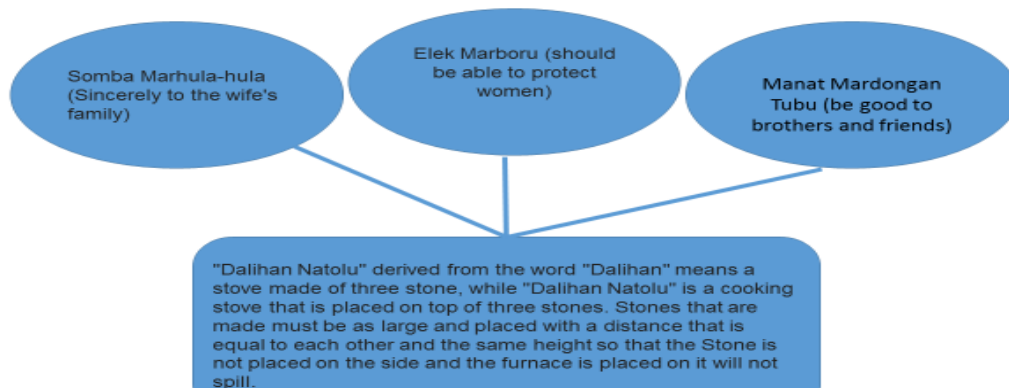 Somba Marhula-hula
(Sincerely to the wife's
family)
Elek Marboru (should
be able to protect
women)
Manat Mardongan
Tubu (be good to
brothers and friends)
"Dalihan Natolu" derived from the word "Dalihan" means a
stove made of three stone, while "Dalihan Natolu" is a cooking
stove that is placed on top of three stones. Stones that are
made must be as large and placed with a distance that is
equal to each other and the same height so that the Stone is
not placed on the side and the furnace is placed on it will not
spill.